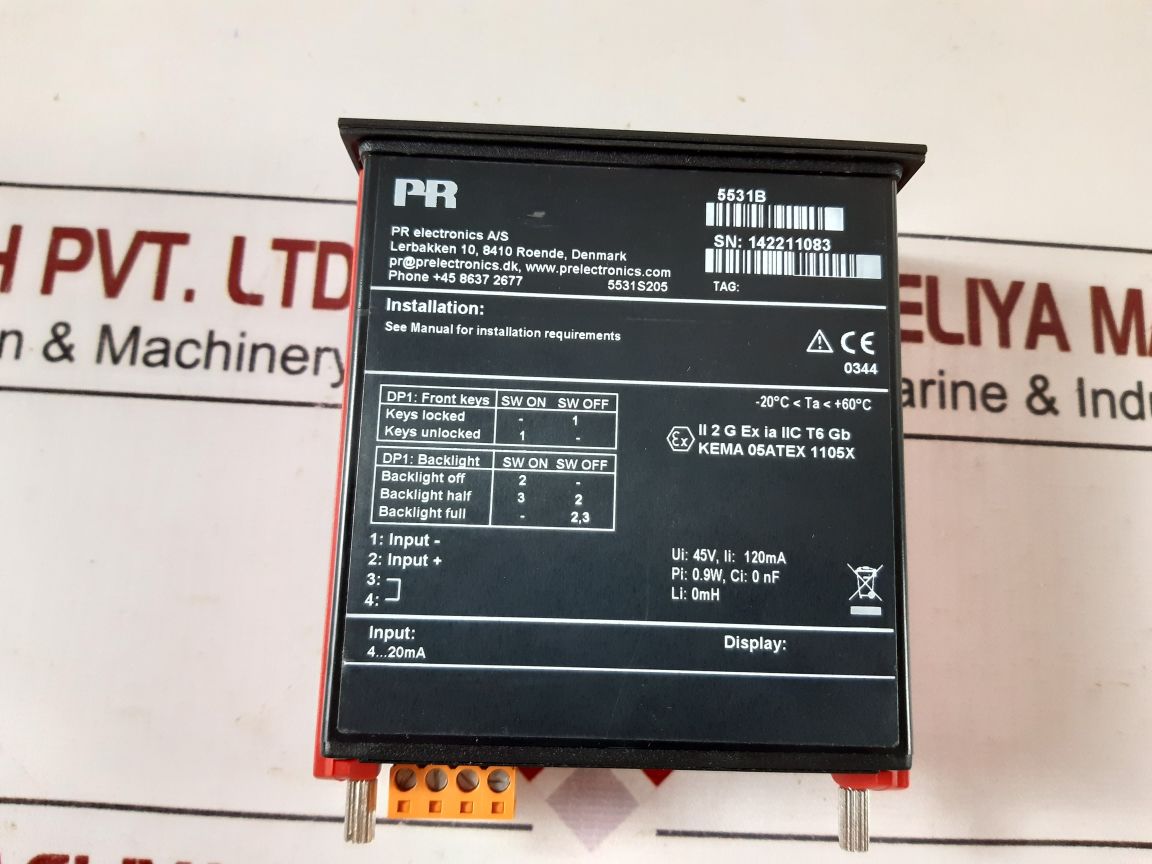 PR
PR electronics A/S
Lerbakken 10, 8410 Roende, Denmark
pr@prelectronics.dk, www.prelectronics.com
Phone +45 8637 2677
5531S205
5531B
SN: 142211083
TAG:
Installation:
See Manual for installation requirements
CE
0344
DP1: Front keys SW ON SW OFF
Keys locked - 1
Keys unlocked 1 -
DP1: Backlight SW ON SW OFF
Backlight off 2 -
Backlight half 3 2
Backlight full - 2,3
-20°C < Ta < +60°C
Ex II 2 G Ex ia IIC T6 Gb
KEMA 05ATEX 1105X
1: Input -
2: Input +
3:
4:
Ui: 45V, Ii: 120mA
Pi: 0.9W, Ci: 0 nF
Li: 0mH
Input:
4...20mA
Display:
H PVT. LTD
n & Machinery
ELIYA MA
arine & Indu